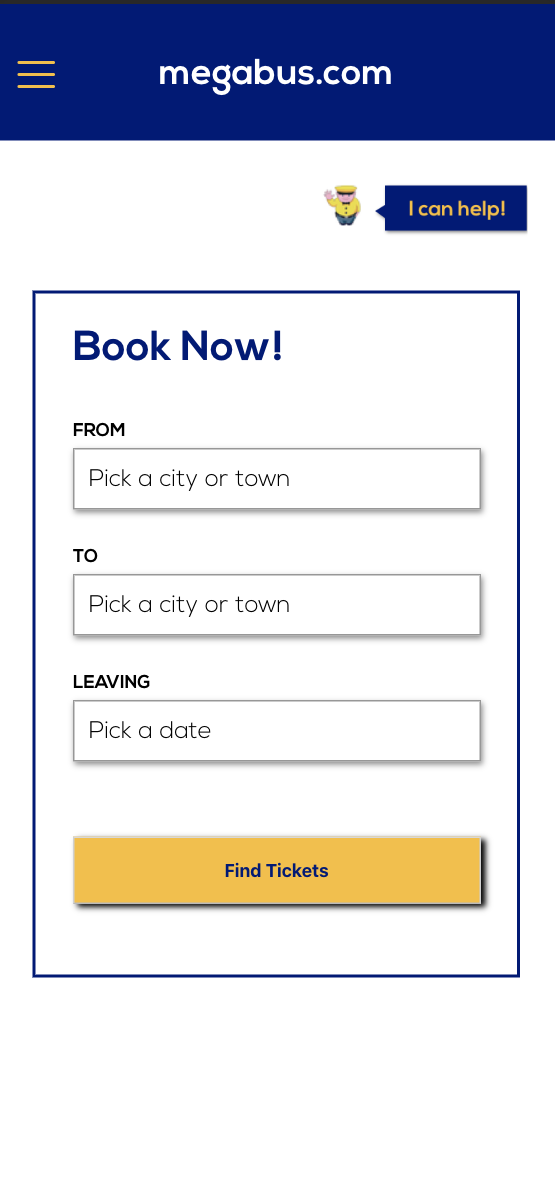 megabus.com
I can help!
Book Now!
FROM
Pick a city or town
TO
Pick a city or town
LEAVING
Pick a date
Find Tickets